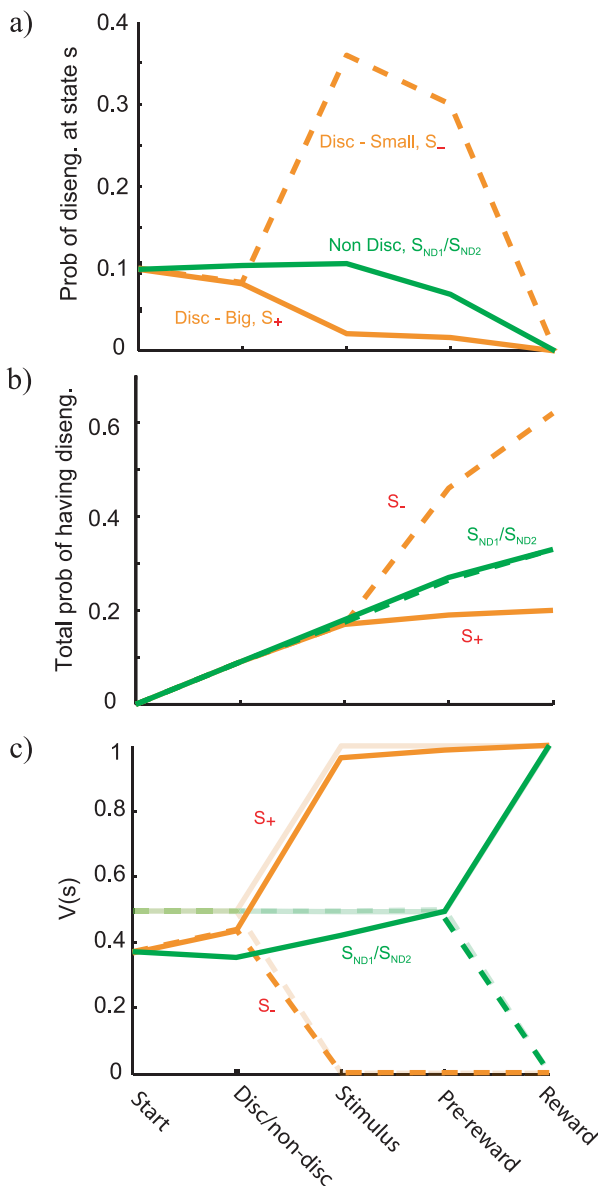 a)
Prob of diseng. at state s
0.4
0.3
0.2
0.1
0
Disc - Small, S-
Non Disc, SND1/SND2
Disc - Big, S+
b)
Total prob of having diseng.
0.6
0.4
0.2
0
S-
SND1/SND2
S+
c)
V(s)
1
0.8
0.6
0.4
0.2
0
S+
SND1/SND2
S-
Start
Disc/non-disc
Stimulus
Pre-reward
Reward